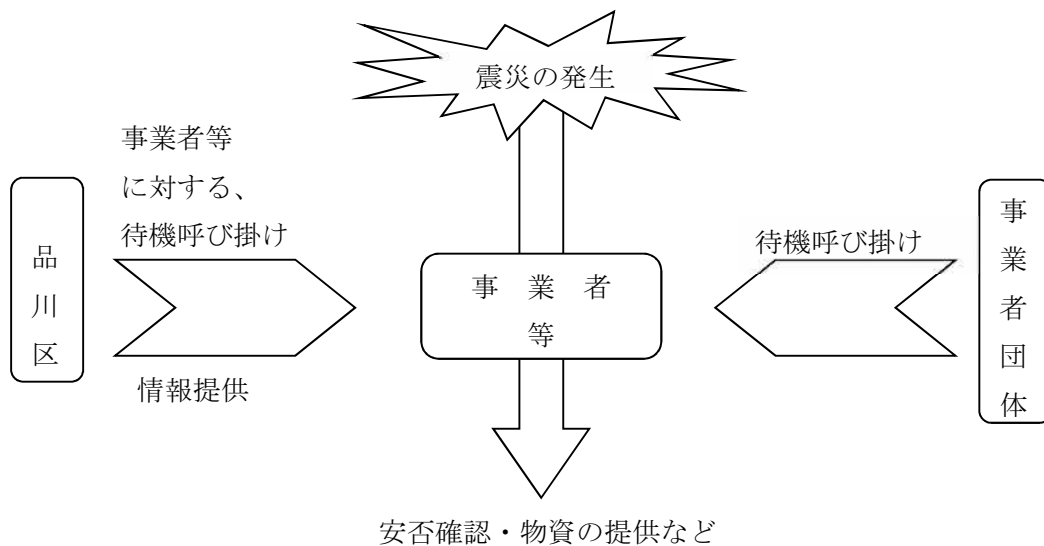 震災の発生
事業者等
に対する、
待機呼び掛け
品川区
情報提供
事業者
等
待機呼び掛け
事業者団体
安否確認・物資の提供など